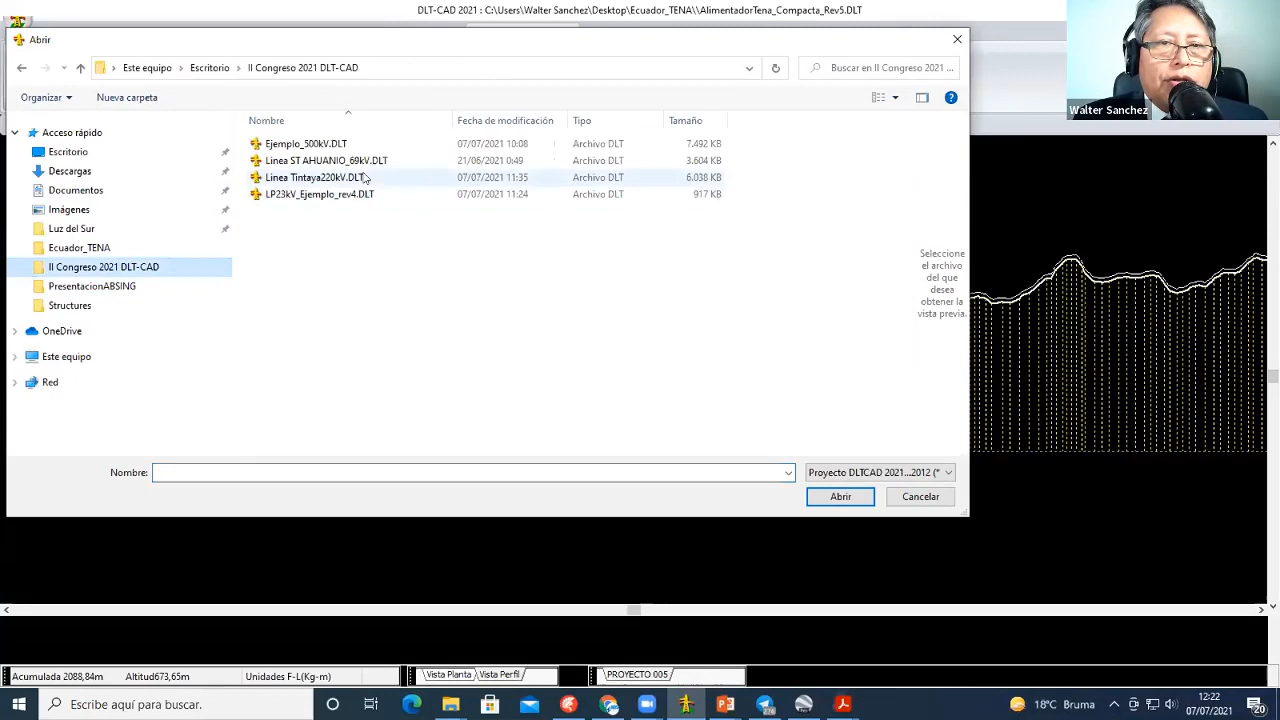 DLT-CAD 2021 : C:\Users\Walter Sanchez\Desktop\Ecuador_TENA\\AlimentadorTena_Compacta_Rev5.DLT
Abrir
Este equipo > Escritorio > II Congreso 2021 DLT-CAD
Buscar en II Congreso 2021 ...
Walter Sanchez
Organizar
Nueva carpeta
Nombre
Fecha de modificación
Tipo
Tamaño
Acceso rápido
Ejemplo_500kV.DLT 07/07/2021 10:08 Archivo DLT 7.492 KB
Escritorio
Linea ST AHUANIO_69kV.DLT 21/06/2021 0:49 Archivo DLT 3.604 KB
Descargas
Linea Tintaya220kV.DLT 07/07/2021 11:35 Archivo DLT 6.038 KB
Documentos
LP23kV_Ejemplo_rev4.DLT 07/07/2021 11:24 Archivo DLT 917 KB
Imágenes
Luz del Sur
Ecuador_TENA
II Congreso 2021 DLT-CAD
PresentacionABSING
Structures
OneDrive
Este equipo
Red
Seleccione
el archivo
del que
desea
obtener la
vista previa.
Nombre:
Proyecto DLTCAD 2021...2012 (*
Abrir
Cancelar
Acumulada 2088,84m
Altitud673,65m
Unidades F-L(Kg-m)
Vista Planta
Vista Perfil
PROYECTO 005
Escribe aquí para buscar.
18°C Bruma
12:22
07/07/2021
20